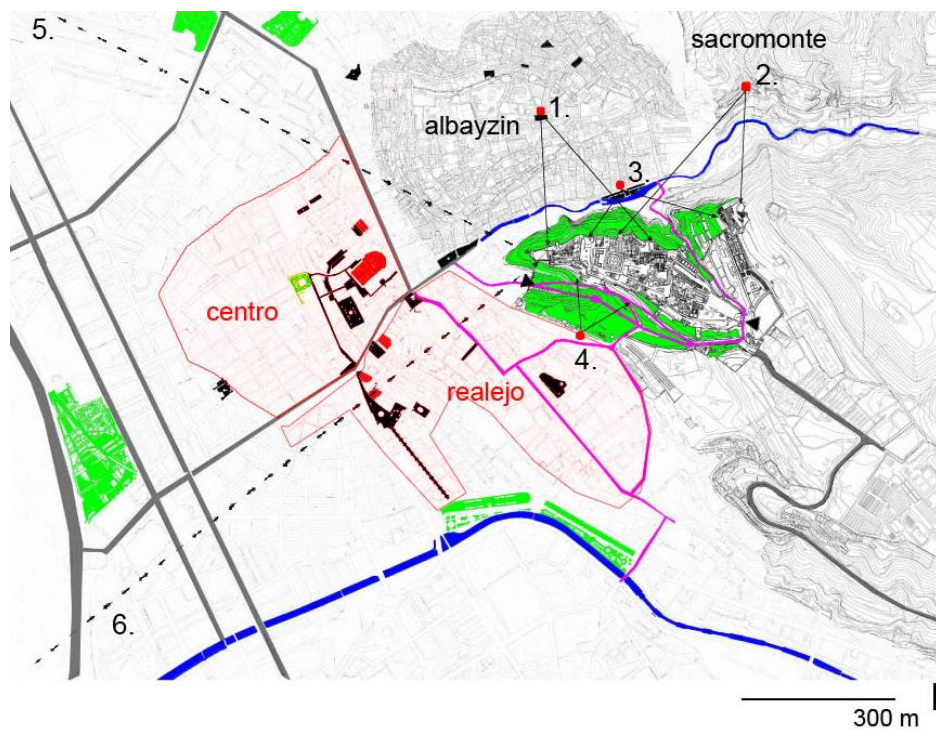 5.
sacromonte
2.
1.
albayzin
3.
centro
4.
realejo
6.
300 m